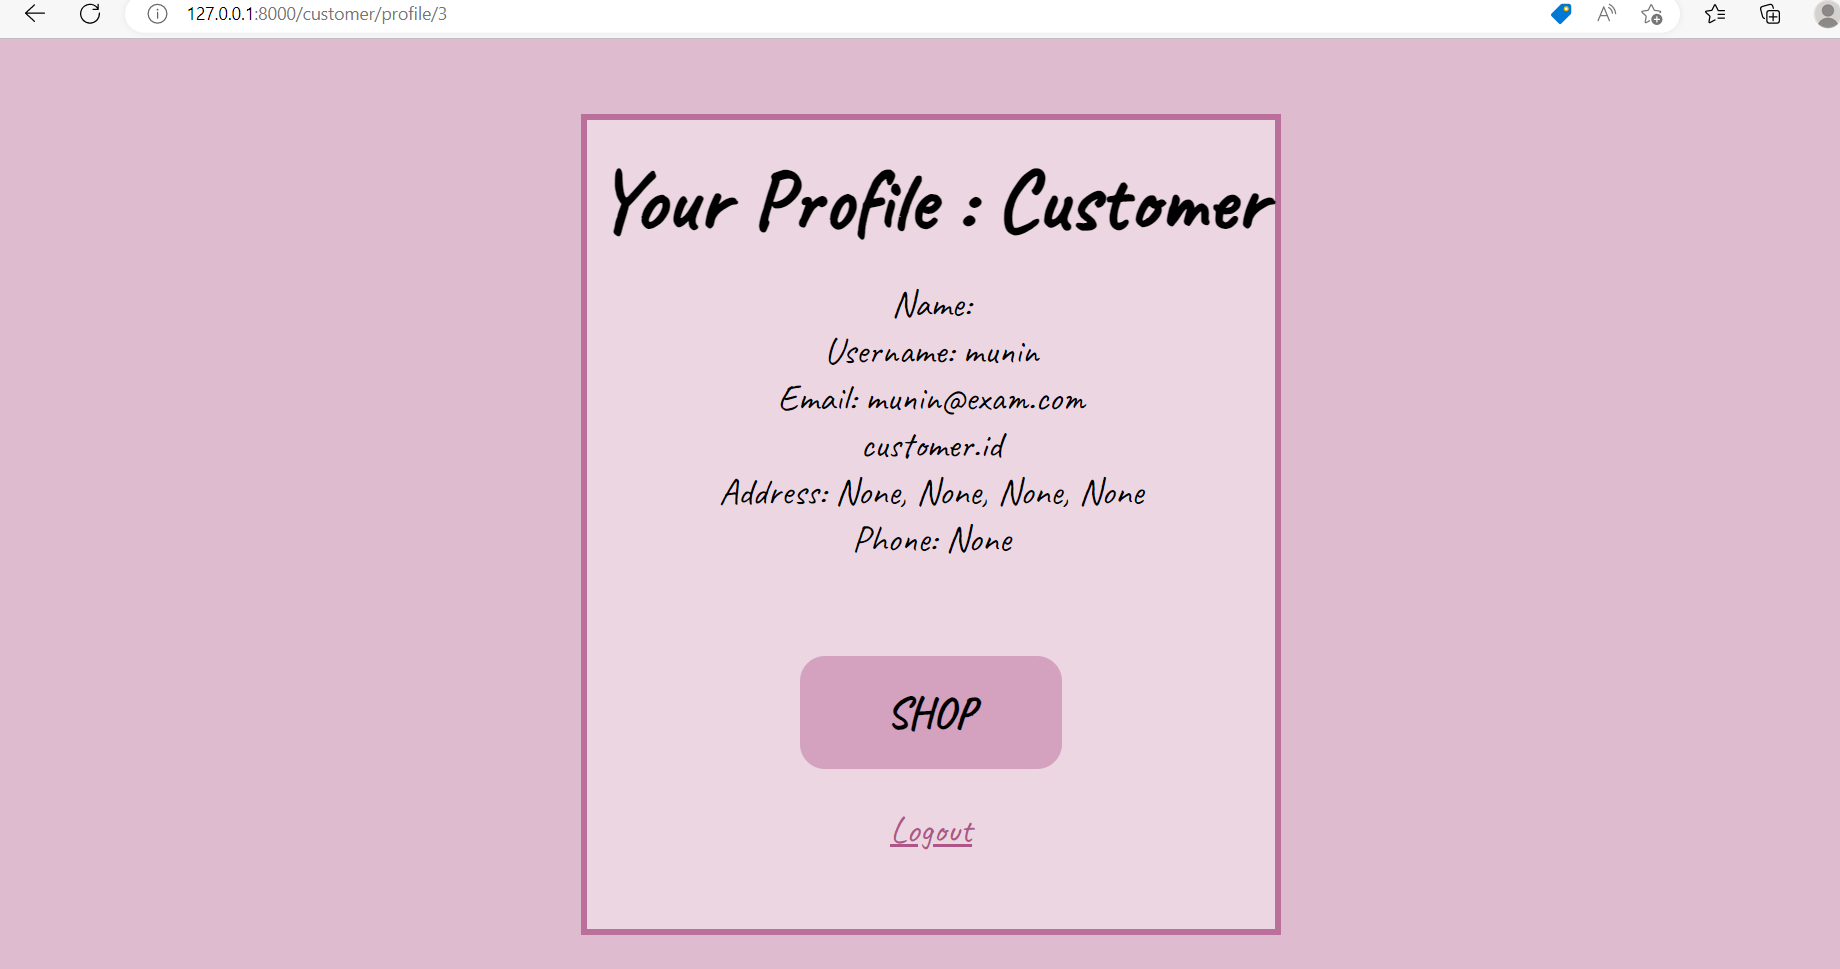 127.0.0.1:8000/customer/profile/3
Your Profile : Customer
Name:
Username: munin
Email: munin@exam.com
customer.id
Address: None, None, None, None
Phone: None
SHOP
Logout